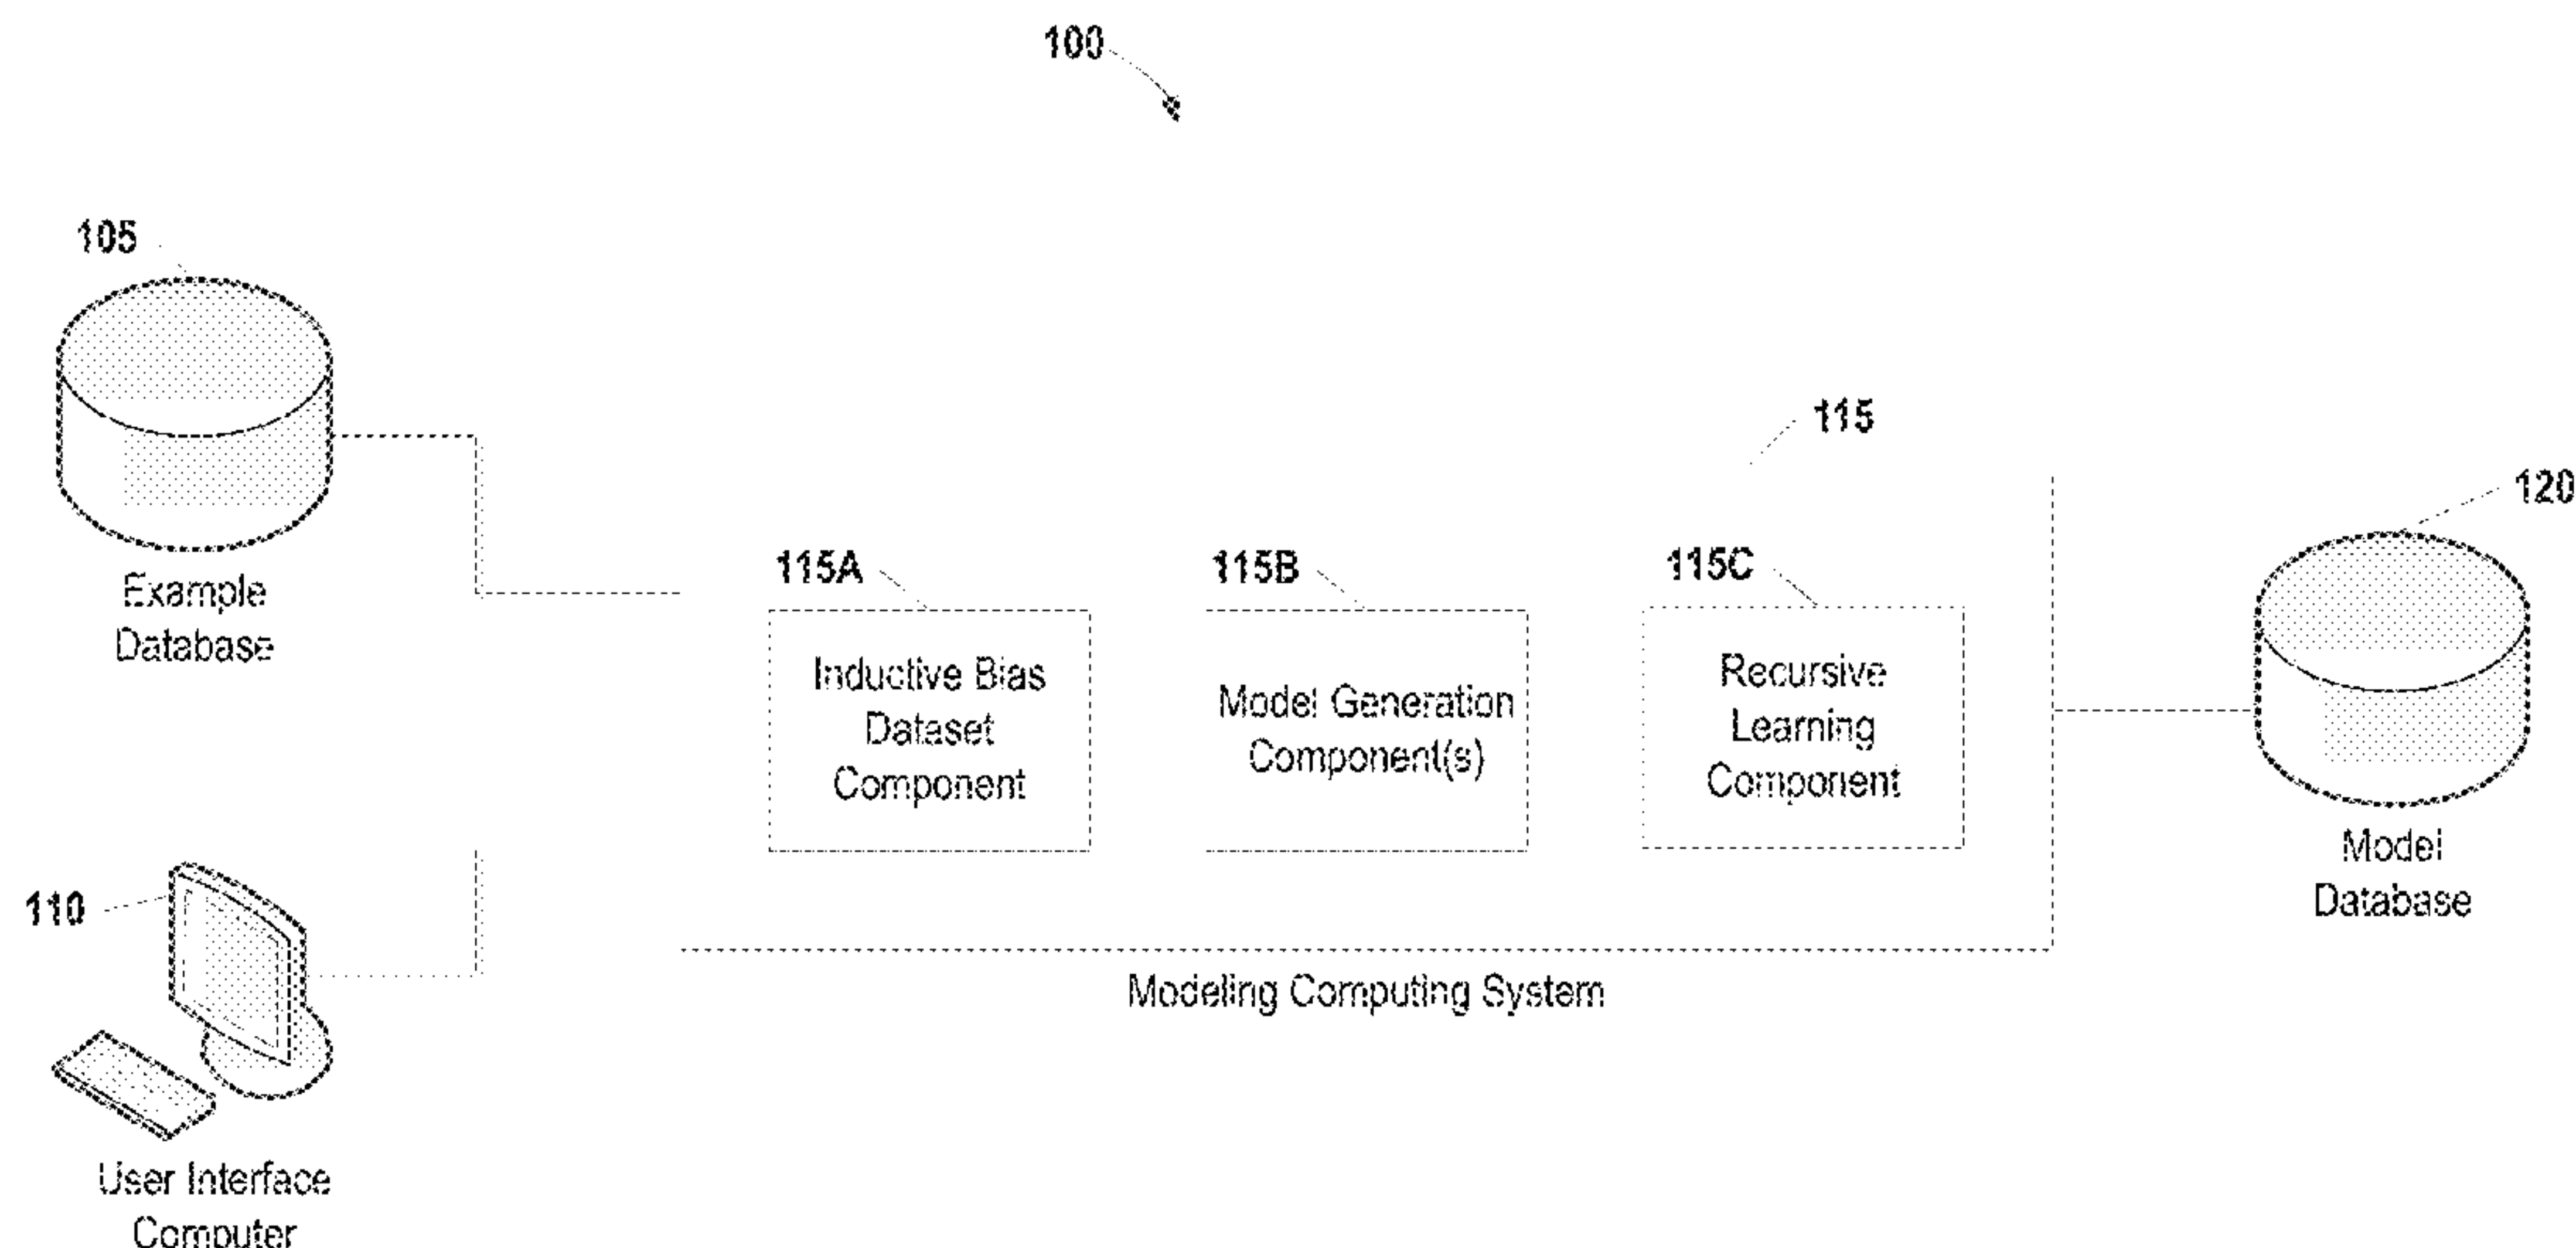 100
105
Example
Database
115
120
115A
115B
115C
Inductive Bias
Dataset
Component
Model Generation
Component(s)
Recursive
Learning
Component
Model
Database
110
Modeling Computing System
User Interface
Computer